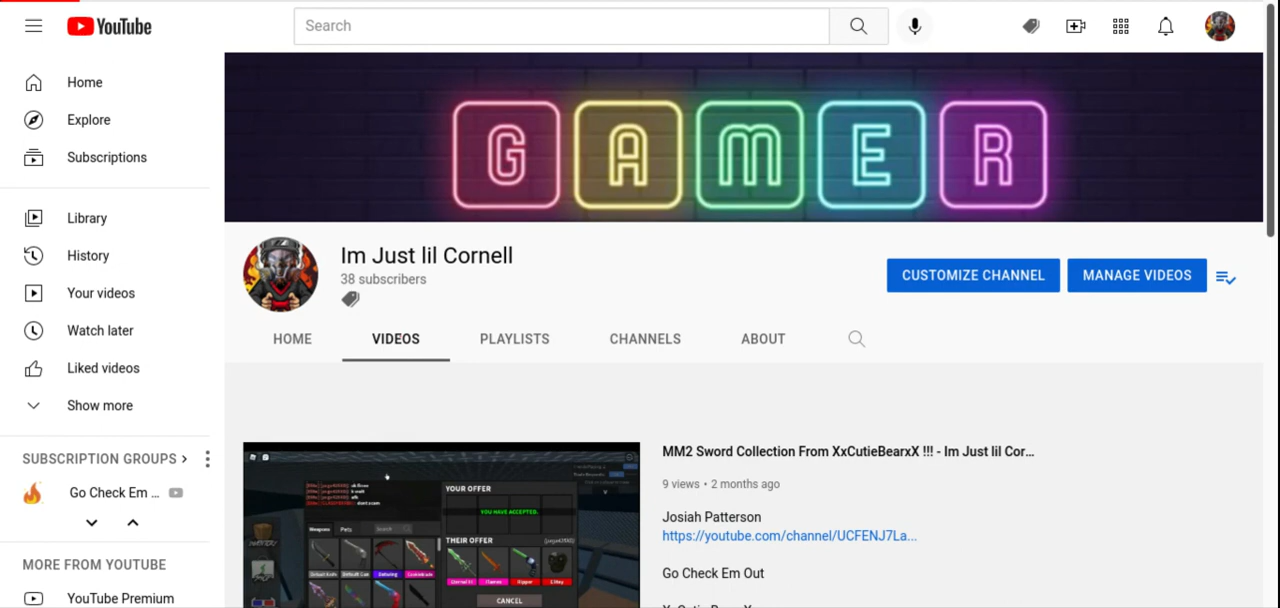 YouTube
Search
Home
Explore
Subscriptions
Library
History
Your videos
Watch later
Liked videos
Show more
SUBSCRIPTION GROUPS
Go Check Em ...
MORE FROM YOUTUBE
YouTube Premium
GAMER
Im Just lil Cornell
38 subscribers
CUSTOMIZE CHANNEL
MANAGE VIDEOS
HOME
VIDEOS
PLAYLISTS
CHANNELS
ABOUT
YOUR OFFER
YOU HAVE ACCEPTED.
THEIR OFFER
Weapons
Pets
Search
CANCEL
MM2 Sword Collection From XxCutieBearxX !!! - Im Just lil Cor...
9 views • 2 months ago
Josiah Patterson
https://youtube.com/channel/UCFENJ7La...
Go Check Em Out